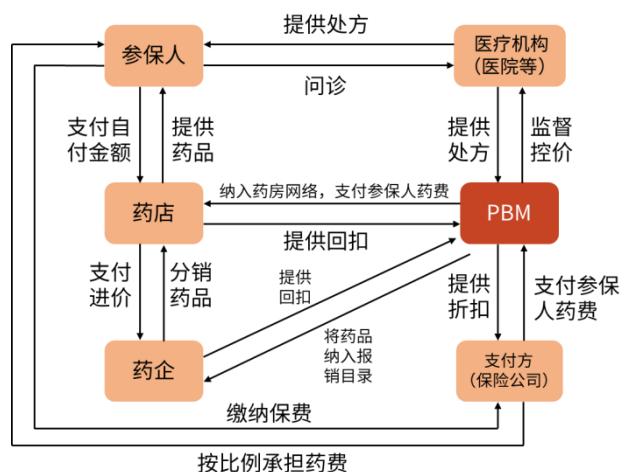 提供处方
参保人
医疗机构
（医院等）
问诊
支付自
付金额
提供
药品
提供
处方
监督
控价
纳入药房网络，支付参保人药费
药店
PBM
提供回扣
支付
进价
分销
药品
提供
回扣
提供
折扣
支付参保
人药费
将药品
纳入报
销目录
药企
支付方
（保险公司）
缴纳保费
按比例承担药费